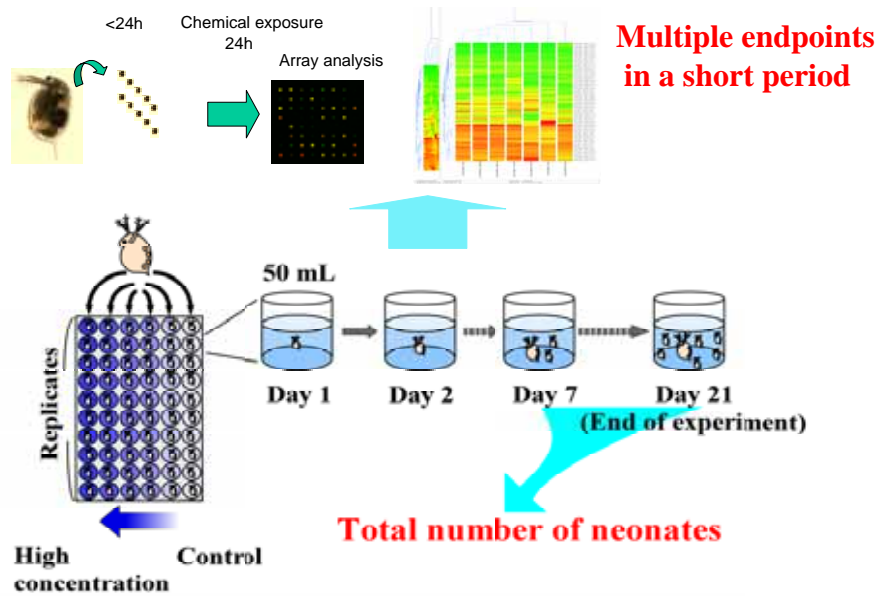 <24h
Chemical exposure
24h
Array analysis
Multiple endpoints
in a short period
50 mL
Replicates
Day 1
Day 2
Day 7
Day 21
(End of experiment)
Total number of neonates
High
concentration
Control